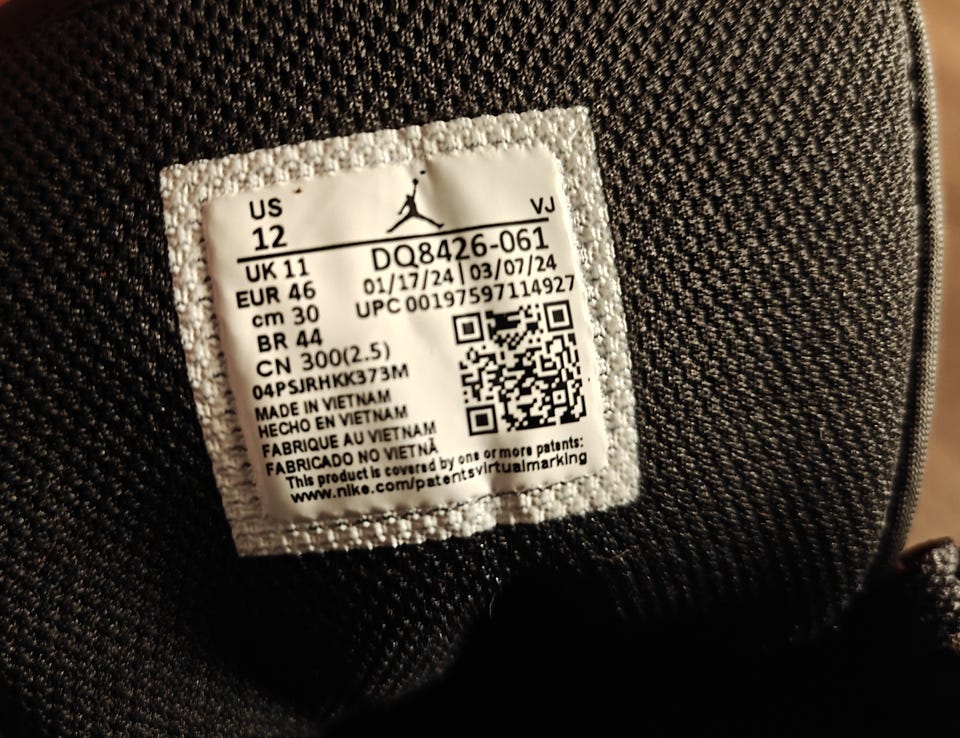 US
12
VJ
UK 11
EUR 46
cm 30
BR 44
CN 300(2.5)
04PSJRHKK373M
DQ8426-061
01/17/24 | 03/07/24
UPC 00197597114927
MADE IN VIETNAM
HECHO EN VIETNAM
FABRIQUE AU VIETNAM
FABRICADO NO VIETNÃ
This product is covered by one or more patents:
www.nike.com/patentsvirtualmarking